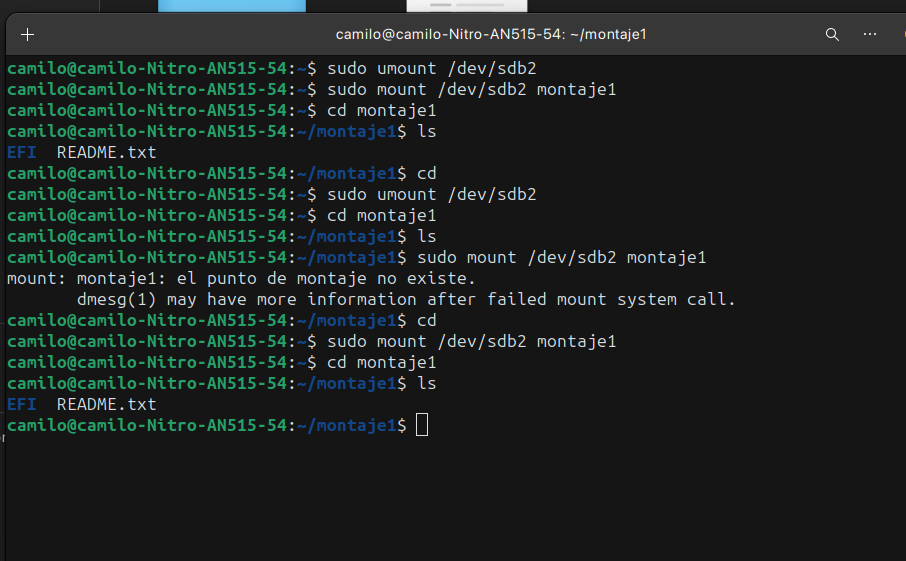 camilo@camilo-Nitro-AN515-54: ~/montaje1
camilo@camilo-Nitro-AN515-54:~$ sudo umount /dev/sdb2
camilo@camilo-Nitro-AN515-54:~$ sudo mount /dev/sdb2 montaje1
camilo@camilo-Nitro-AN515-54:~$ cd montaje1
camilo@camilo-Nitro-AN515-54:~/montaje1$ ls
EFI  README.txt
camilo@camilo-Nitro-AN515-54:~/montaje1$ cd
camilo@camilo-Nitro-AN515-54:~$ sudo umount /dev/sdb2
camilo@camilo-Nitro-AN515-54:~$ cd montaje1
camilo@camilo-Nitro-AN515-54:~/montaje1$ ls
camilo@camilo-Nitro-AN515-54:~/montaje1$ sudo mount /dev/sdb2 montaje1
mount: montaje1: el punto de montaje no existe.
       dmesg(1) may have more information after failed mount system call.
camilo@camilo-Nitro-AN515-54:~/montaje1$ cd
camilo@camilo-Nitro-AN515-54:~$ sudo mount /dev/sdb2 montaje1
camilo@camilo-Nitro-AN515-54:~$ cd montaje1
camilo@camilo-Nitro-AN515-54:~/montaje1$ ls
EFI  README.txt
camilo@camilo-Nitro-AN515-54:~/montaje1$